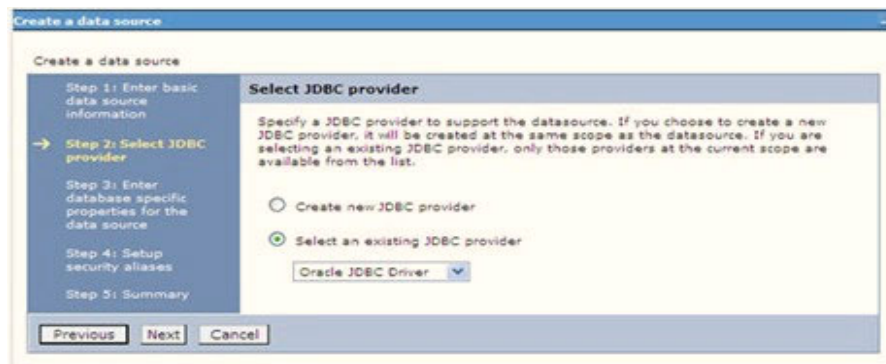 Create a data source
Create a data source
Step 1: Enter basic
data source
information
Step 2: Select JDBC
provider
Step 3: Enter
database specific
properties for the
data source
Step 4: Setup
security aliases
Step 5: Summary
Select JDBC provider
Specify a JDBC provider to support the datasource. If you choose to create a new
JDBC provider, it will be created at the same scope as the datasource. If you are
selecting an existing JDBC provider, only those providers at the current scope are
available from the list.
Create new JDBC provider
Select an existing JDBC provider
Oracle JDBC Driver
Previous Next Cancel